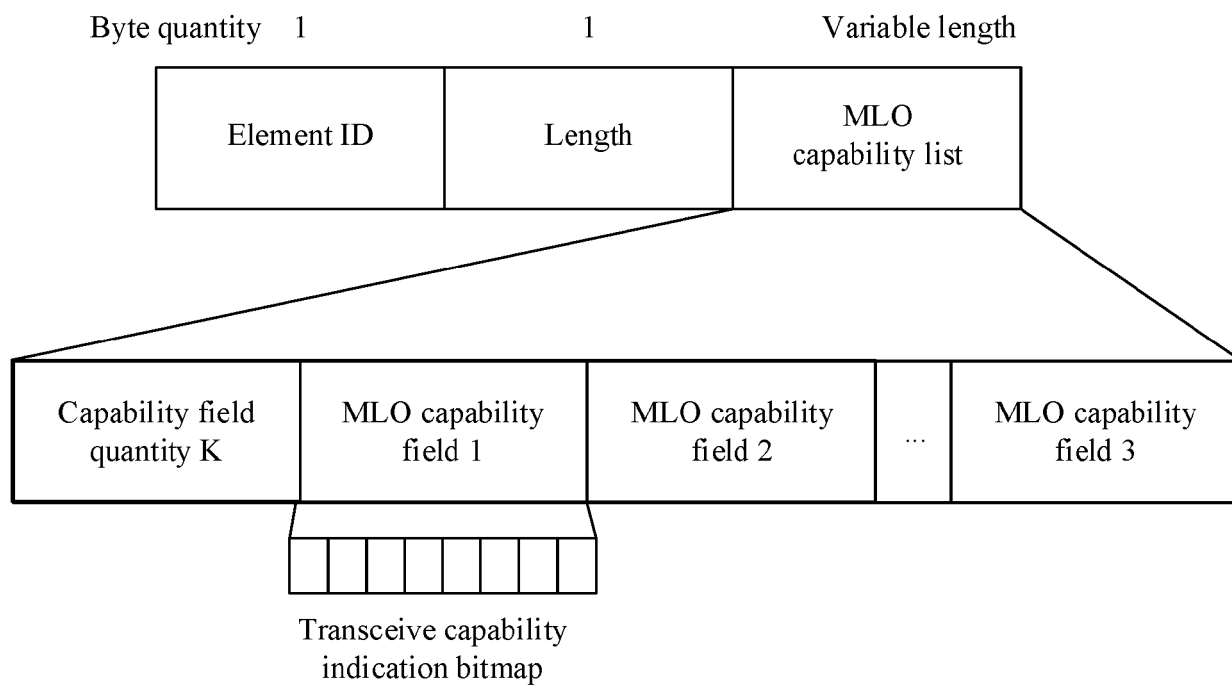 Byte quantity 1 1 Variable length
Element ID
Length
MLO
capability list
Capability field
quantity K
MLO capability
field 1
MLO capability
field 2
...
MLO capability
field 3
Transceive capability
indication bitmap